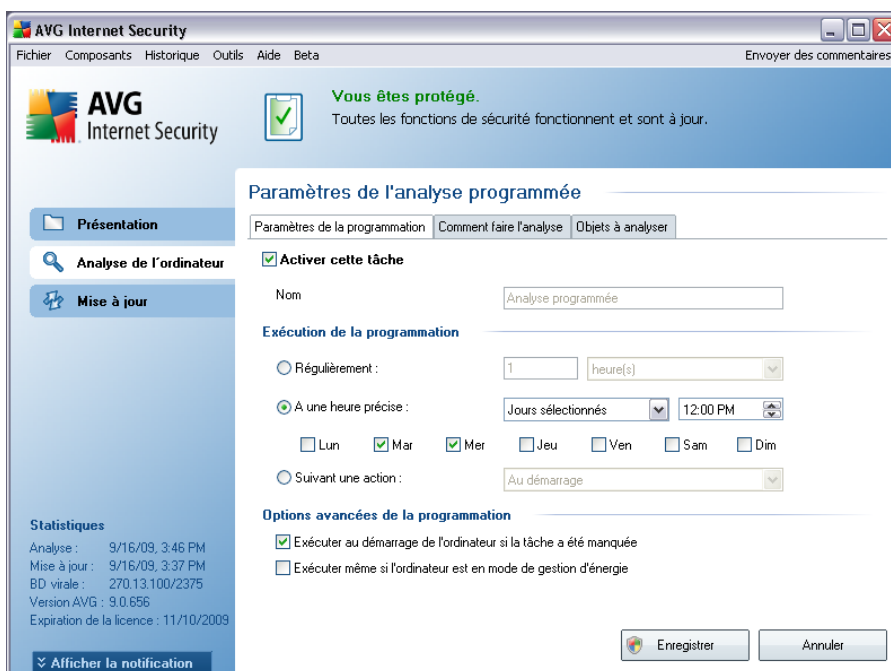 AVG Internet Security
Fichier Composants Historique Outils Aide Beta Envoyer des commentaires
AVG
Internet Security
Vous êtes protégé.
Toutes les fonctions de sécurité fonctionnent et sont à jour.
Présentation
Analyse de l'ordinateur
Mise à jour
Paramètres de l'analyse programmée
Paramètres de la programmation Comment faire l'analyse Objets à analyser
Activer cette tâche
Nom Analyse programmée
Exécution de la programmation
Régulièrement : 1 heure(s)
A une heure précise : Jours sélectionnés 12:00 PM
Lun Mar Mer Jeu Ven Sam Dim
Suivant une action : Au démarrage
Options avancées de la programmation
Exécuter au démarrage de l'ordinateur si la tâche a été manquée
Exécuter même si l'ordinateur est en mode de gestion d'énergie
Statistiques
Analyse : 9/16/09, 3:46 PM
Mise à jour : 9/16/09, 3:37 PM
BD virale : 270.13.100/2375
Version AVG : 9.0.656
Expiration de la licence : 11/10/2009
Afficher la notification
Enregistrer Annuler